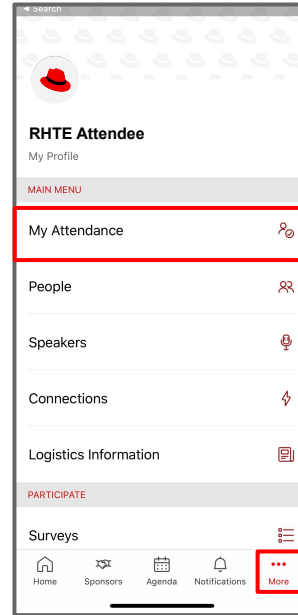 ◄ Search
RHTE Attendee
My Profile
MAIN MENU
My Attendance
People
Speakers
Connections
Logistics Information
PARTICIPATE
Surveys
Home Sponsors Agenda Notifications More